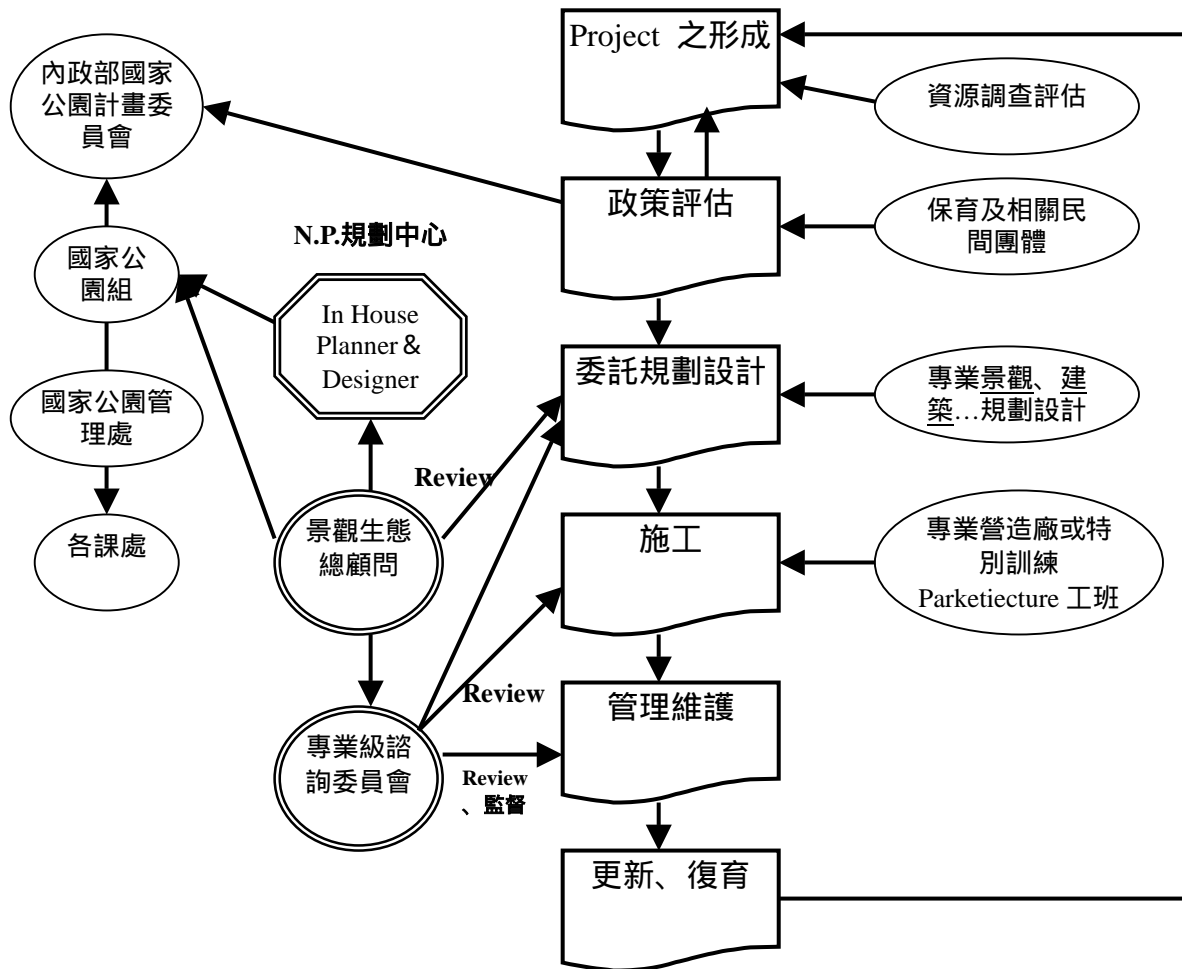 Project 之形成
內政部國家
公園計畫委
員會
資源調查評估
政策評估
保育及相關民
間團體
N.P.規劃中心
國家公
園組
In House
Planner＆
Designer
委託規劃設計
專業景觀、建
築…規劃設計
國家公園管
理處
Review
各課處
景觀生態
總顧問
施工
專業營造廠或特
別訓練
Parketiecture 工班
Review
管理維護
專業級諮
詢委員會
Review
、監督
更新、復育